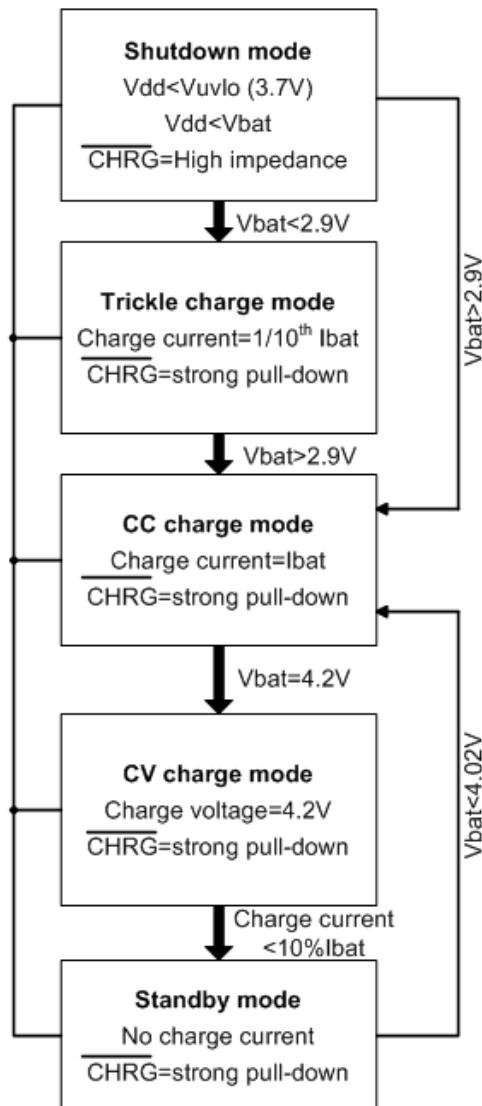 Shutdown mode
Vdd<Vuvlo (3.7V)
Vdd<Vbat
CHRG=High impedance
Vbat<2.9V
Vbat>2.9V
Trickle charge mode
Charge current=1/10th Ibat
CHRG=strong pull-down
Vbat>2.9V
CC charge mode
Charge current=Ibat
CHRG=strong pull-down
Vbat=4.2V
Vbat<4.02V
CV charge mode
Charge voltage=4.2V
CHRG=strong pull-down
Charge current
<10%Ibat
Standby mode
No charge current
CHRG=strong pull-down